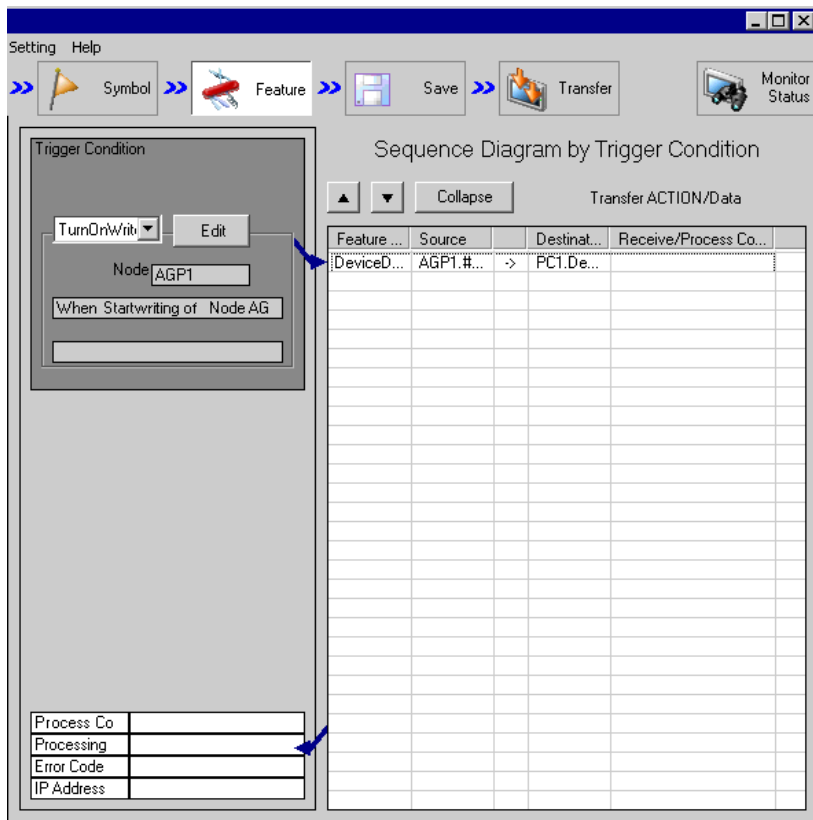 Setting Help
Symbol Feature Save Transfer Monitor Status
Trigger Condition
Sequence Diagram by Trigger Condition
Collapse Transfer ACTION/Data
TurnOnWrit Edit
Feature ... Source Destinat... Receive/Process Co...
DeviceD... AGP1.#... -> PC1.De...
Node AGP1
When Startwriting of Node AG
Process Co
Processing
Error Code
IP Address